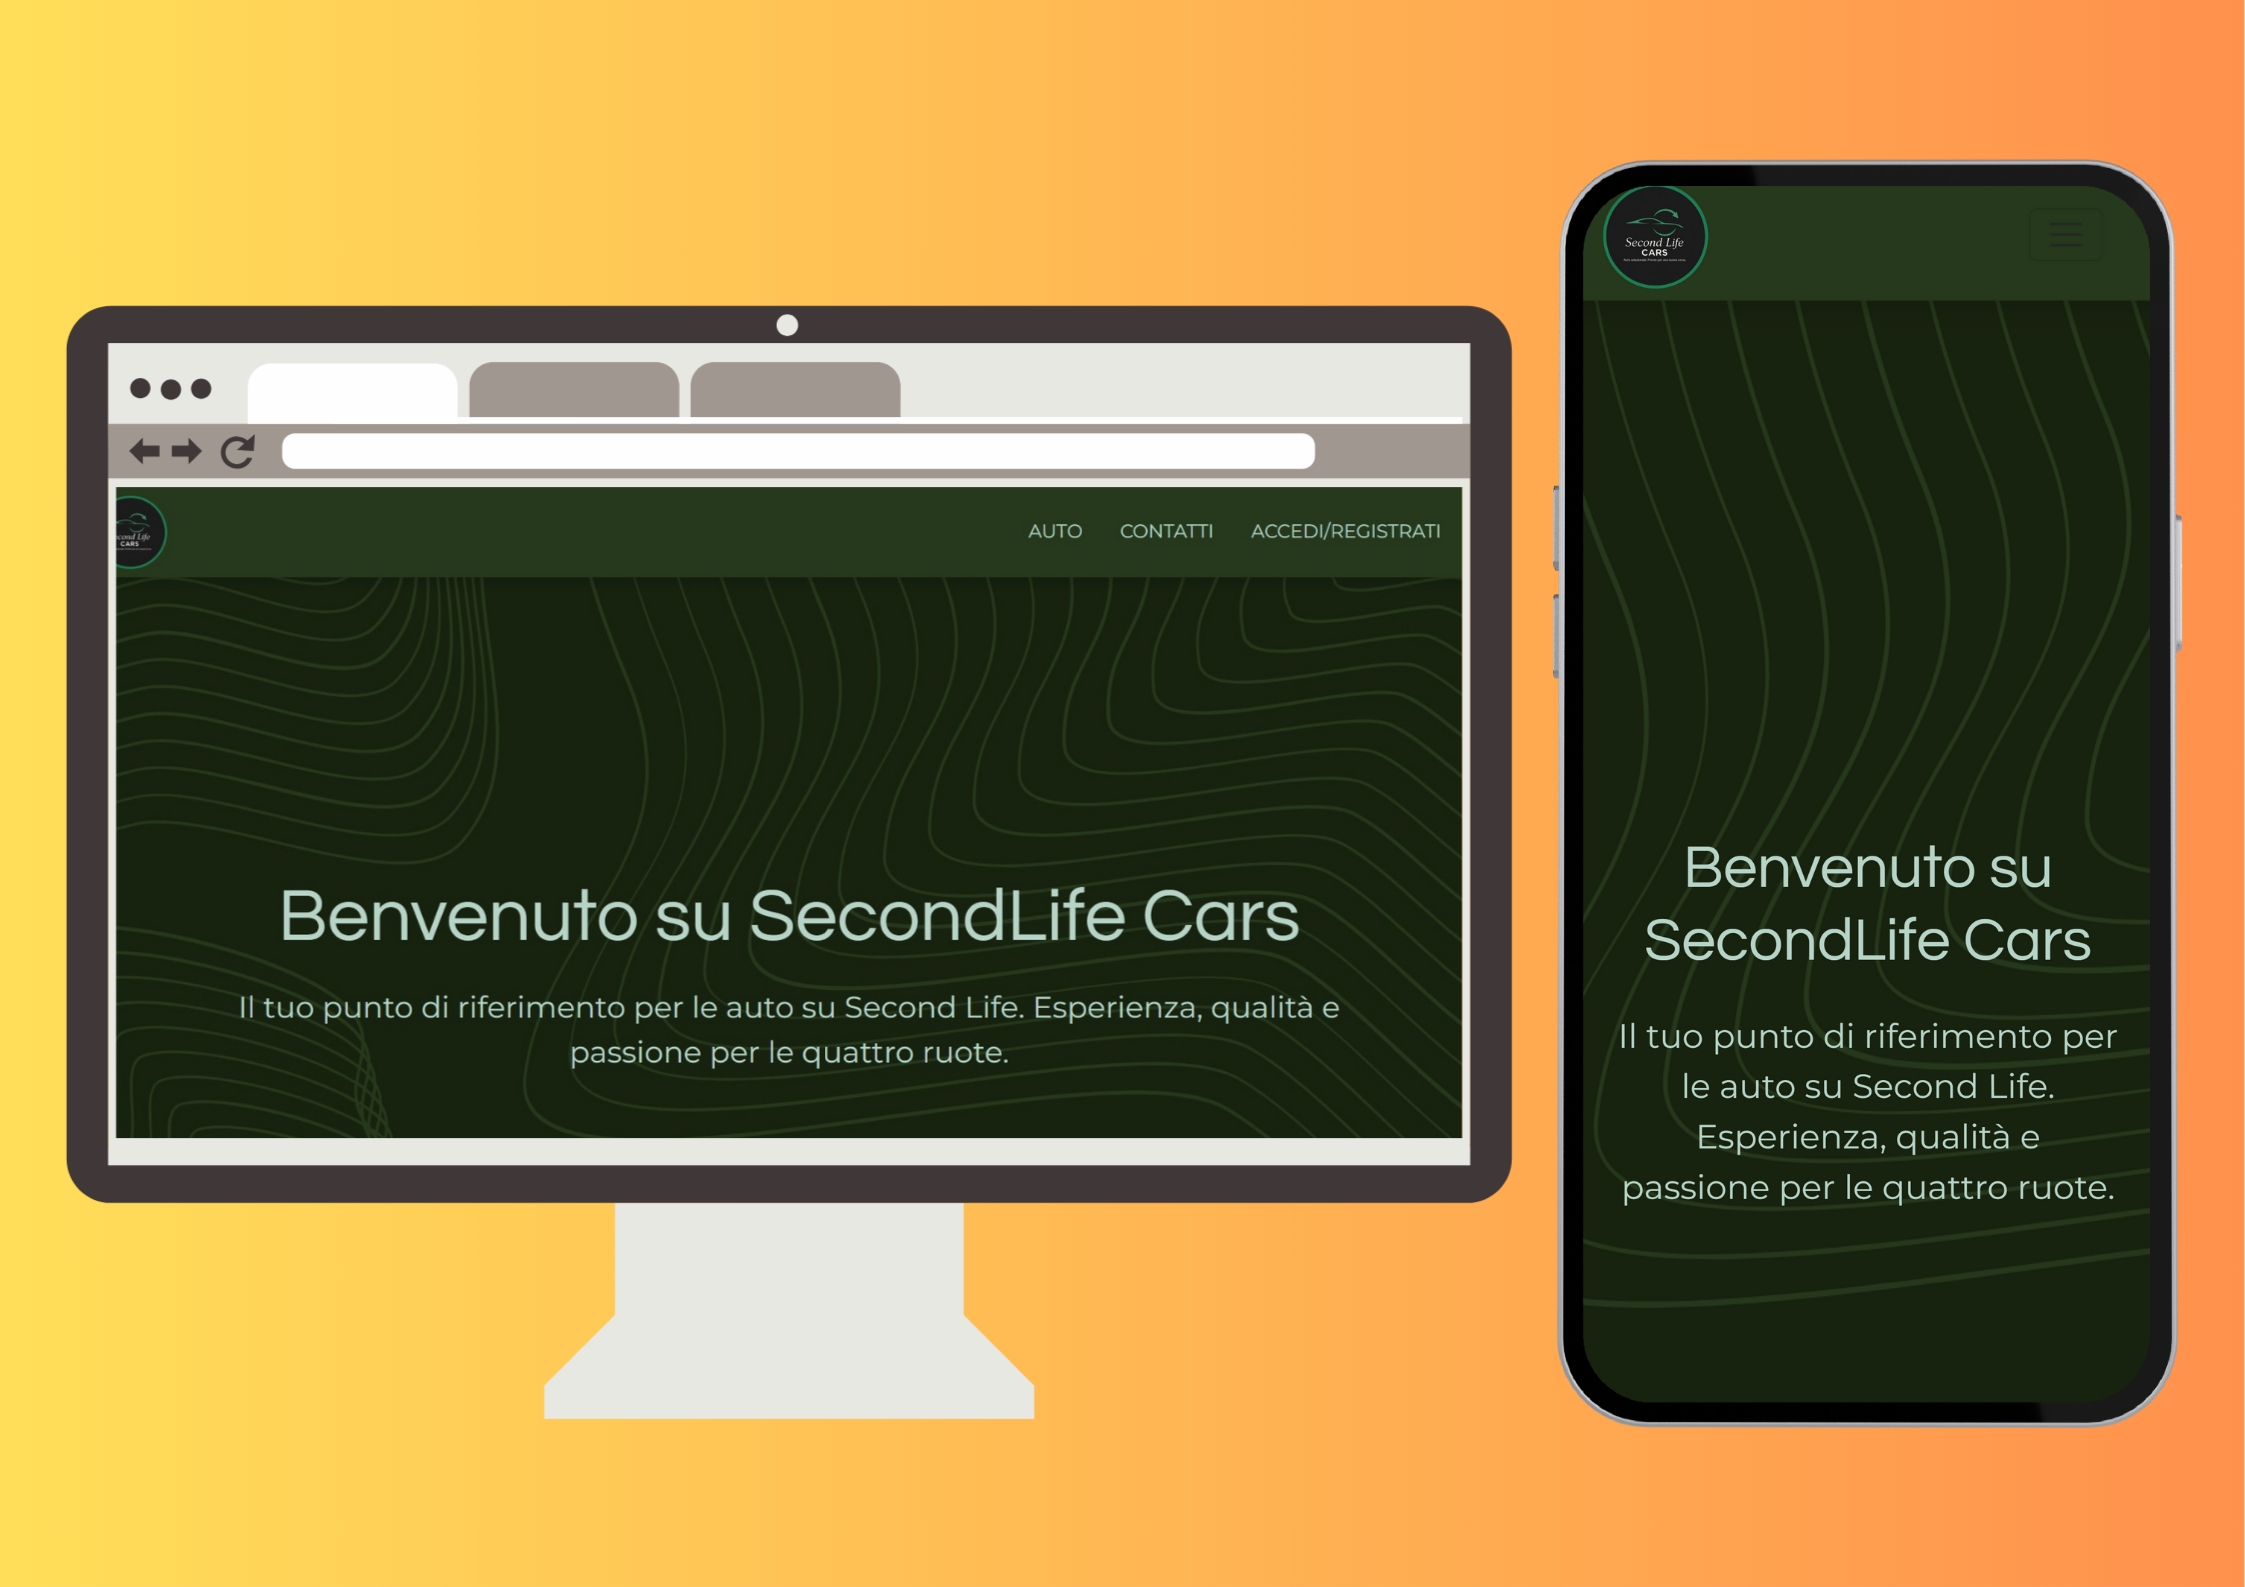 Second Life
CARS
AUTO CONTATTI ACCEDI/REGISTRATI
Benvenuto su SecondLife Cars
Il tuo punto di riferimento per le auto su Second Life. Esperienza, qualità e
passione per le quattro ruote.
Second Life
CARS
Benvenuto su
SecondLife Cars
Il tuo punto di riferimento per
le auto su Second Life.
Esperienza, qualità e
passione per le quattro ruote.